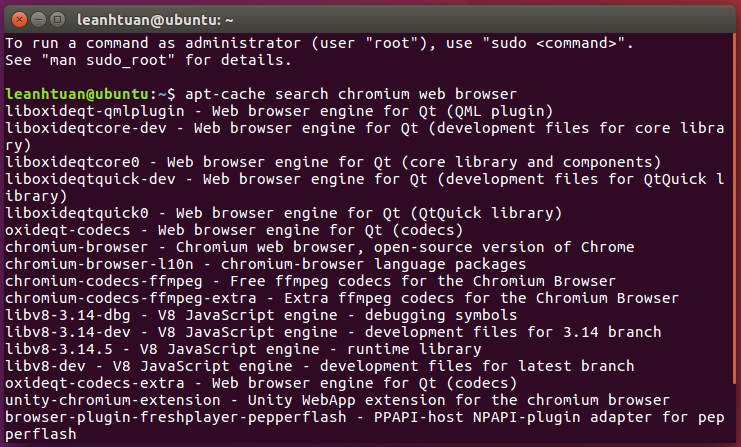 leanhtuan@ubuntu: ~
To run a command as administrator (user "root"), use "sudo <command>".
See "man sudo_root" for details.
leanhtuan@ubuntu:~$ apt-cache search chromium web browser
liboxideqt-qmlplugin - Web browser engine for Qt (QML plugin)
liboxideqtcore-dev - Web browser engine for Qt (development files for core libra
ry)
liboxideqtcore0 - Web browser engine for Qt (core library and components)
liboxideqtquick-dev - Web browser engine for Qt (development files for QtQuick l
ibrary)
liboxideqtquick0 - Web browser engine for Qt (QtQuick library)
oxideqt-codecs - Web browser engine for Qt (codecs)
chromium-browser - Chromium web browser, open-source version of Chrome
chromium-browser-l10n - chromium-browser language packages
chromium-codecs-ffmpeg - Free ffmpeg codecs for the Chromium Browser
chromium-codecs-ffmpeg-extra - Extra ffmpeg codecs for the Chromium Browser
libv8-3.14-dbg - V8 JavaScript engine - debugging symbols
libv8-3.14-dev - V8 JavaScript engine - development files for 3.14 branch
libv8-3.14.5 - V8 JavaScript engine - runtime library
libv8-dev - V8 JavaScript engine - development files for latest branch
oxideqt-codecs-extra - Web browser engine for Qt (codecs)
unity-chromium-extension - Unity WebApp extension for the chromium browser
browser-plugin-freshplayer-pepperflash - PPAPI-host NPAPI-plugin adapter for pep
perflash